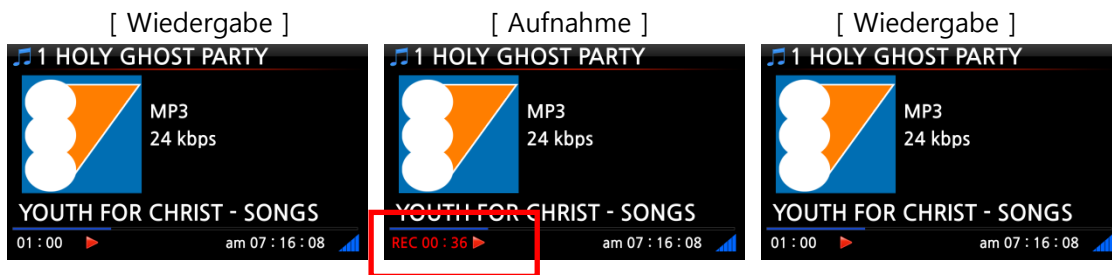 [ Wiedergabe ]
1 HOLY GHOST PARTY
MP3
24 kbps
YOUTH FOR CHRIST - SONGS
01 : 00 am 07 : 16 : 08
[ Aufnahme ]
1 HOLY GHOST PARTY
MP3
24 kbps
YOUTH FOR CHRIST - SONGS
REC 00 : 36 am 07 : 16 : 08
[ Wiedergabe ]
1 HOLY GHOST PARTY
MP3
24 kbps
YOUTH FOR CHRIST - SONGS
01 : 00 am 07 : 16 : 08